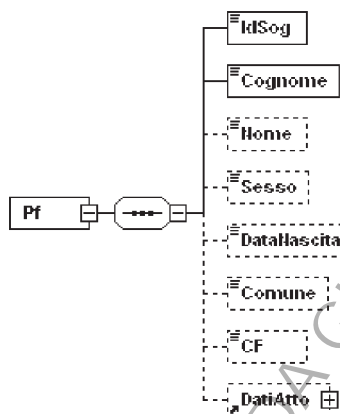 IdSog
Cognome
Nome
Sesso
Pf
DataNascita
Comune
CF
DatiAtto